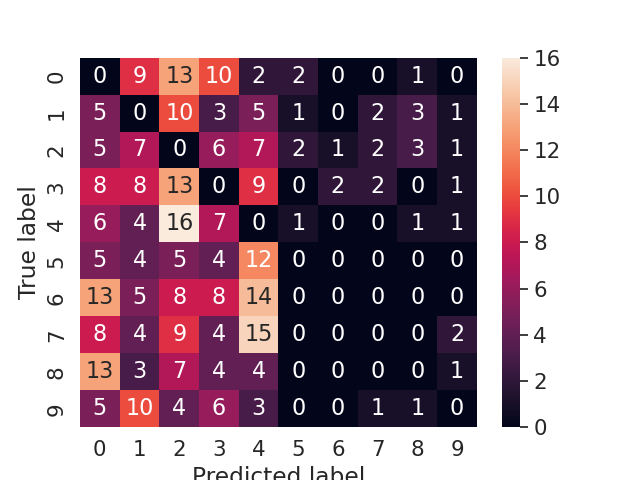 0 0 9 13 10 2 2 0 0 1 0
1 5 0 10 3 5 1 0 2 3 1
2 5 7 0 6 7 2 1 2 3 1
3 8 8 13 0 9 0 2 2 0 1
4 6 4 16 7 0 1 0 0 1 1
5 5 4 5 4 12 0 0 0 0 0
6 13 5 8 8 14 0 0 0 0 0
7 8 4 9 4 15 0 0 0 0 2
8 13 3 7 4 4 0 0 0 0 1
9 5 10 4 6 3 0 0 1 1 0
0 1 2 3 4 5 6 7 8 9
Predicted label
True label
16
14
12
10
8
6
4
2
0